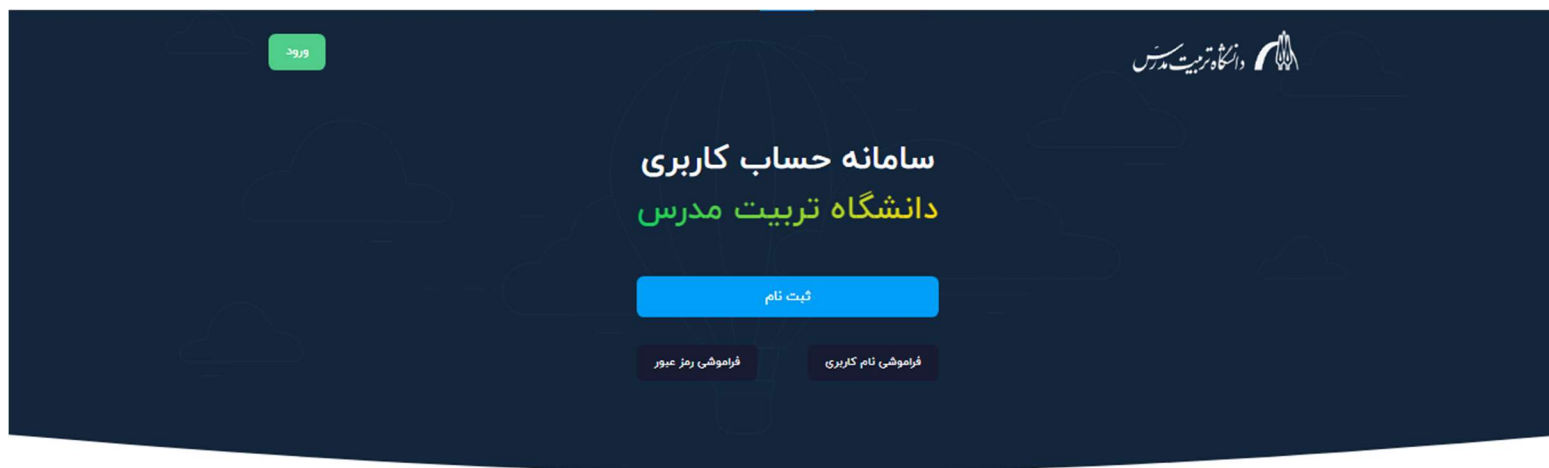 دانشگاه تربیت مدرس
ورود
سامانه حساب کاربری
دانشگاه تربیت مدرس
ثبت نام
فراموشی نام کاربری
فراموشی رمز عبور